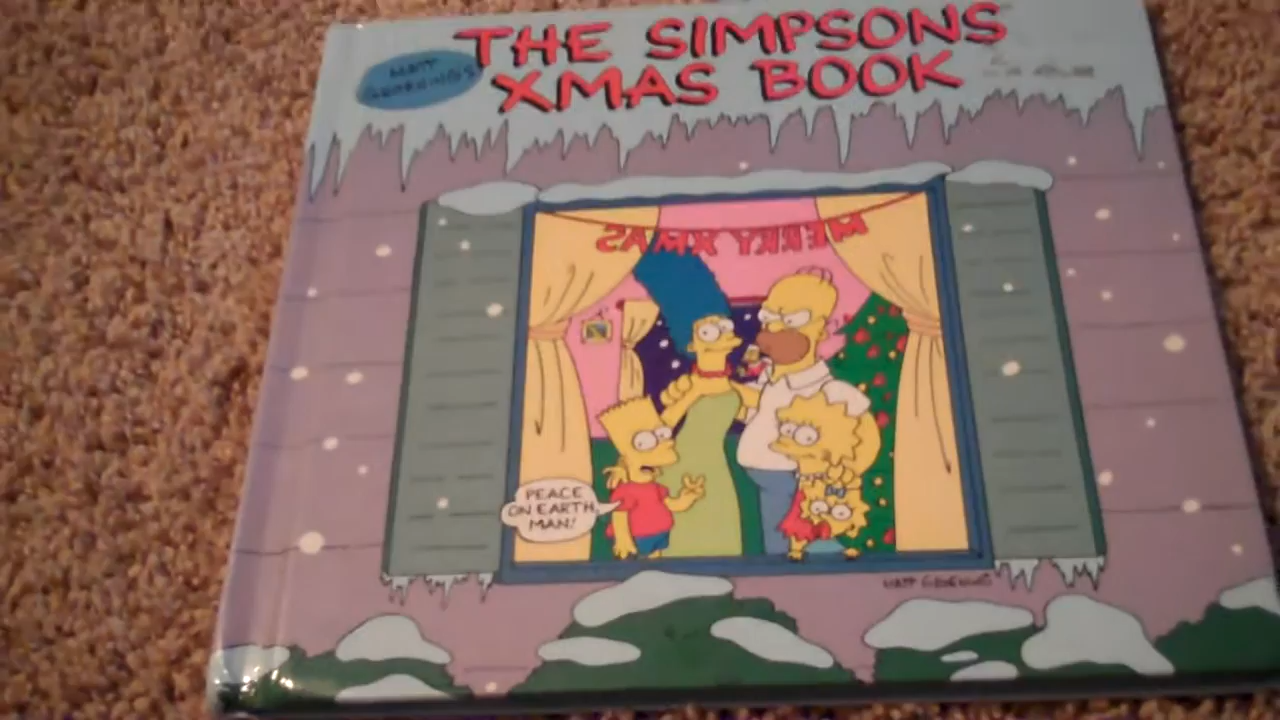 MATT
GROENING'S
THE SIMPSONS
XMAS BOOK
MERRY XMAS
PEACE
ON EARTH,
MAN!
MATT GROENING